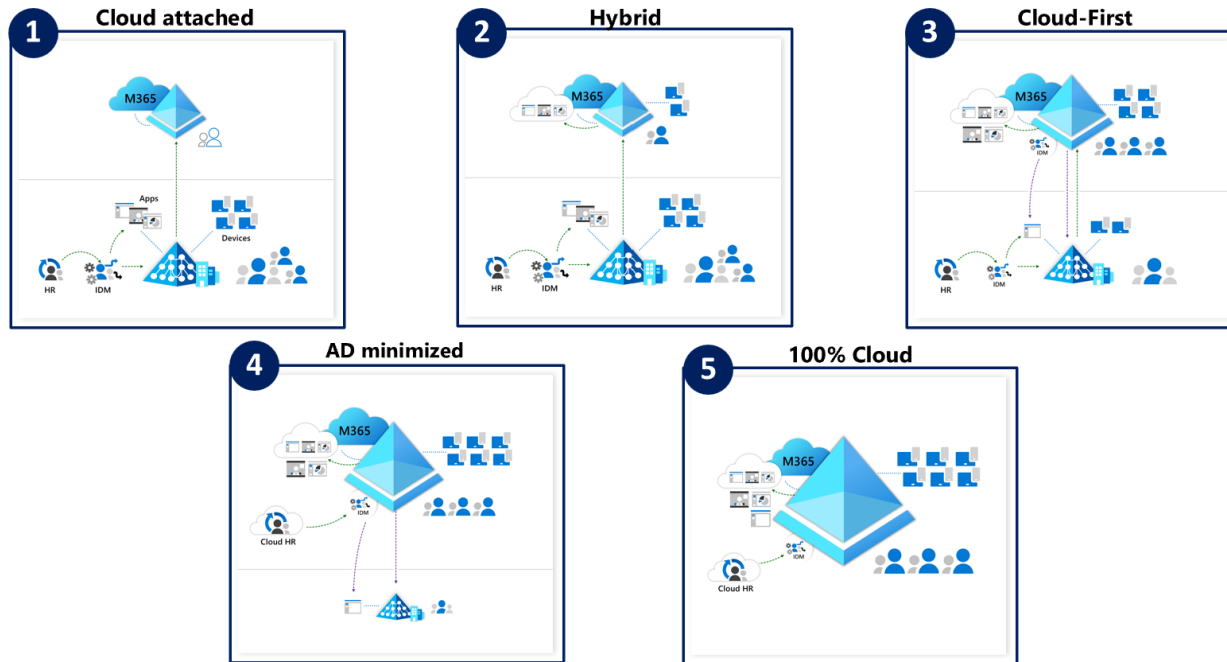 1
Cloud attached
M365
Apps
Devices
HR
IDM
2
Hybrid
M365
HR
IDM
3
Cloud-First
M365
IDM
HR
IDM
4
AD minimized
M365
IDM
Cloud HR
5
100% Cloud
M365
IDM
Cloud HR